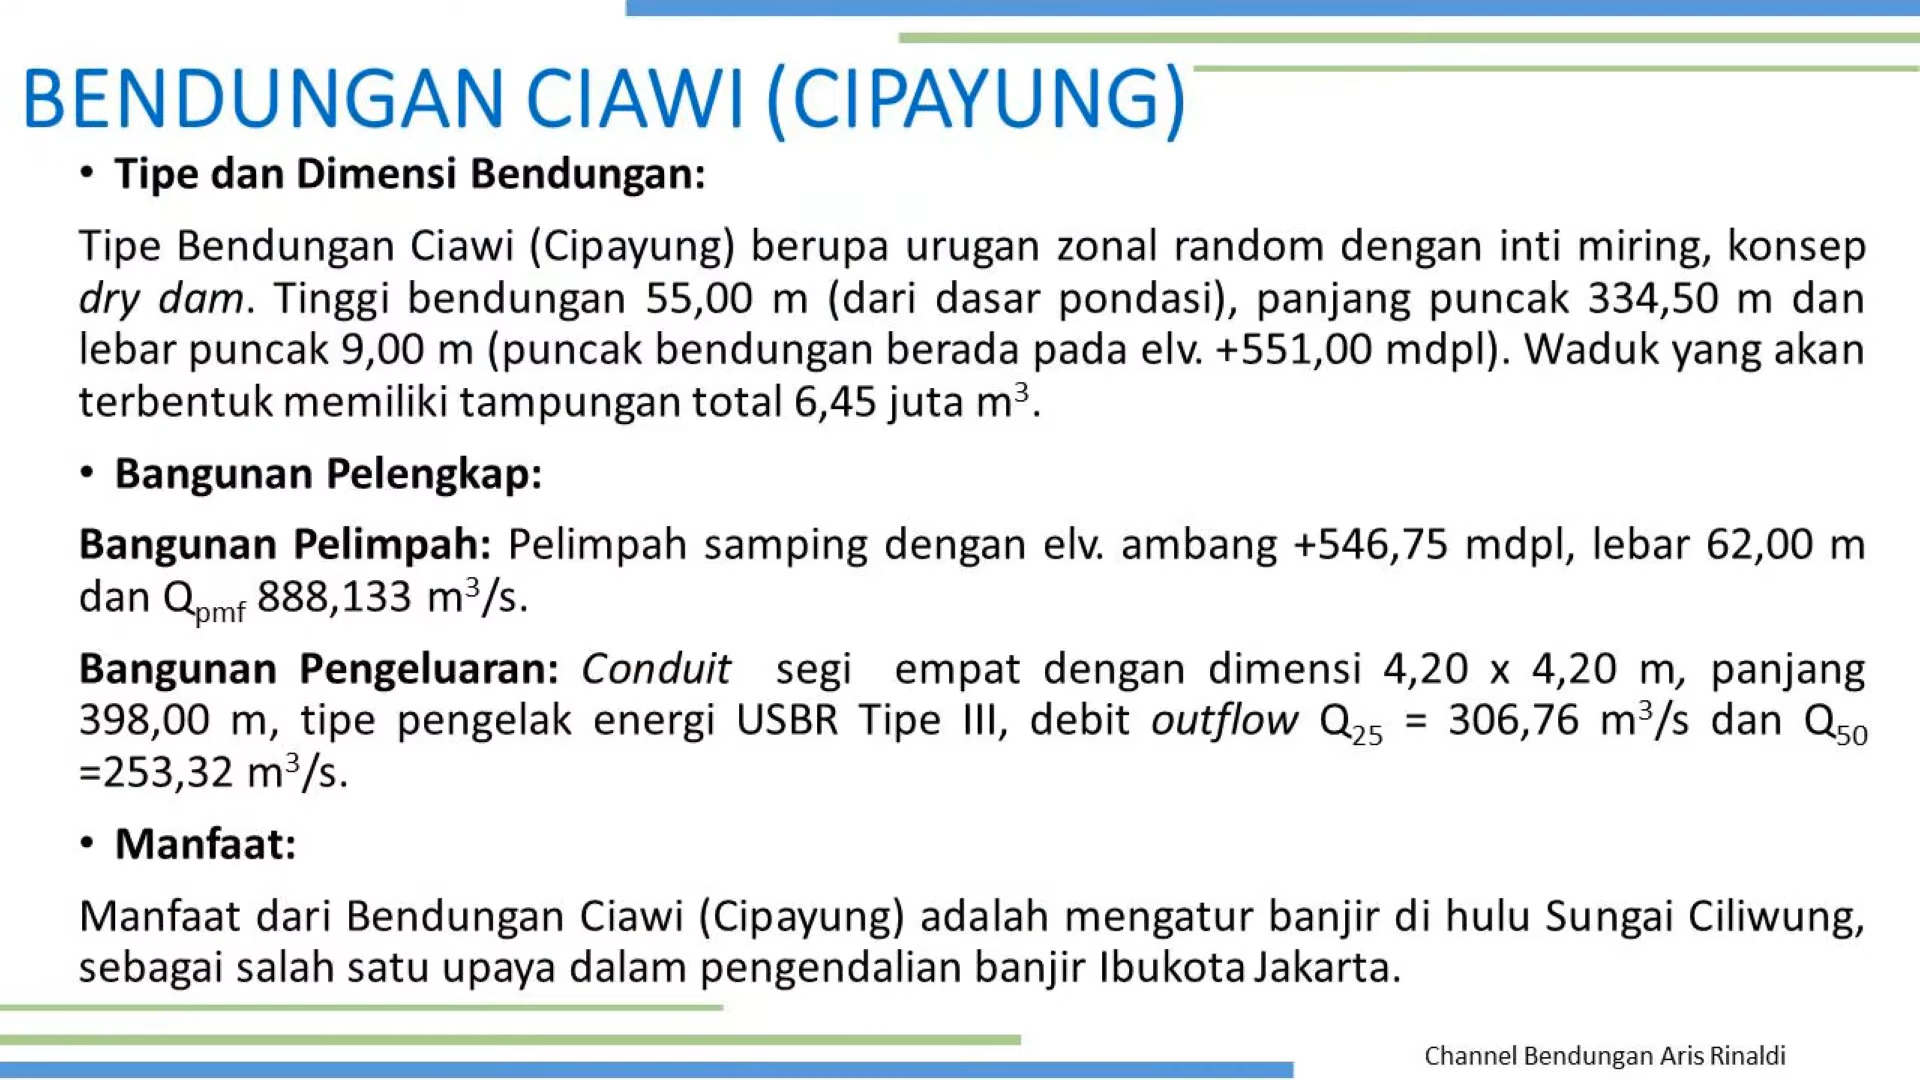 BENDUNGAN CIAWI (CIPAYUNG)
• Tipe dan Dimensi Bendungan:
Tipe Bendungan Ciawi (Cipayung) berupa urugan zonal random dengan inti miring, konsep
dry dam. Tinggi bendungan 55,00 m (dari dasar pondasi), panjang puncak 334,50 m dan
lebar puncak 9,00 m (puncak bendungan berada pada elv. +551,00 mdpl). Waduk yang akan
terbentuk memiliki tampungan total 6,45 juta m³.
• Bangunan Pelengkap:
Bangunan Pelimpah: Pelimpah samping dengan elv. ambang +546,75 mdpl, lebar 62,00 m
dan Qpmf 888,133 m³/s.
Bangunan Pengeluaran: Conduit segi empat dengan dimensi 4,20 x 4,20 m, panjang
398,00 m, tipe pengelak energi USBR Tipe III, debit outflow Q₂₅ = 306,76 m³/s dan Q₅₀
=253,32 m³/s.
• Manfaat:
Manfaat dari Bendungan Ciawi (Cipayung) adalah mengatur banjir di hulu Sungai Ciliwung,
sebagai salah satu upaya dalam pengendalian banjir Ibukota Jakarta.
Channel Bendungan Aris Rinaldi